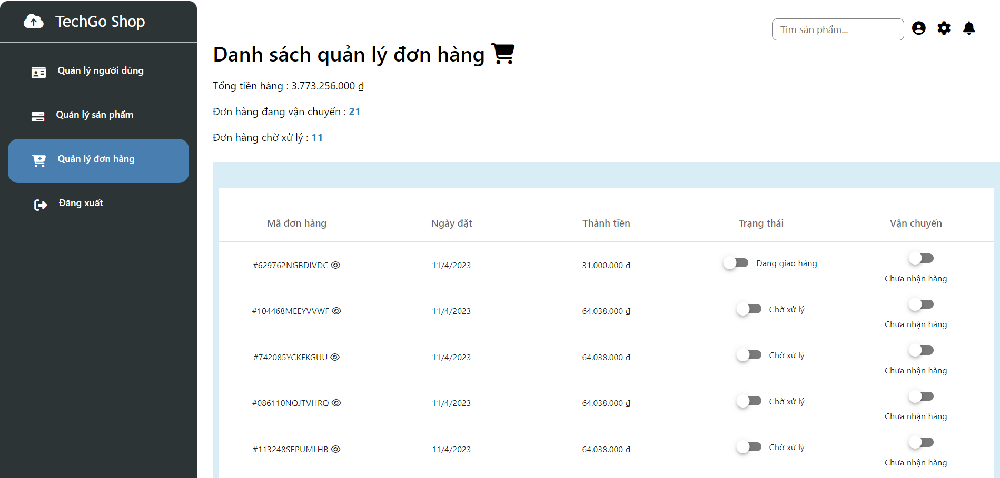 TechGo Shop
Quản lý người dùng
Quản lý sản phẩm
Quản lý đơn hàng
Đăng xuất
Tìm sản phẩm...
Danh sách quản lý đơn hàng
Tổng tiền hàng : 3.773.256.000 ₫
Đơn hàng đang vận chuyển : 21
Đơn hàng chờ xử lý : 11
Mã đơn hàng Ngày đặt Thành tiền Trạng thái Vận chuyển
#629762NGBDIVDC 11/4/2023 31.000.000 ₫ Đang giao hàng Chưa nhận hàng
#104468MEEYVVWF 11/4/2023 64.038.000 ₫ Chờ xử lý Chưa nhận hàng
#742085YCKFKGUU 11/4/2023 64.038.000 ₫ Chờ xử lý Chưa nhận hàng
#086110NQJTVHRQ 11/4/2023 64.038.000 ₫ Chờ xử lý Chưa nhận hàng
#113248SEPUMLHB 11/4/2023 64.038.000 ₫ Chờ xử lý Chưa nhận hàng